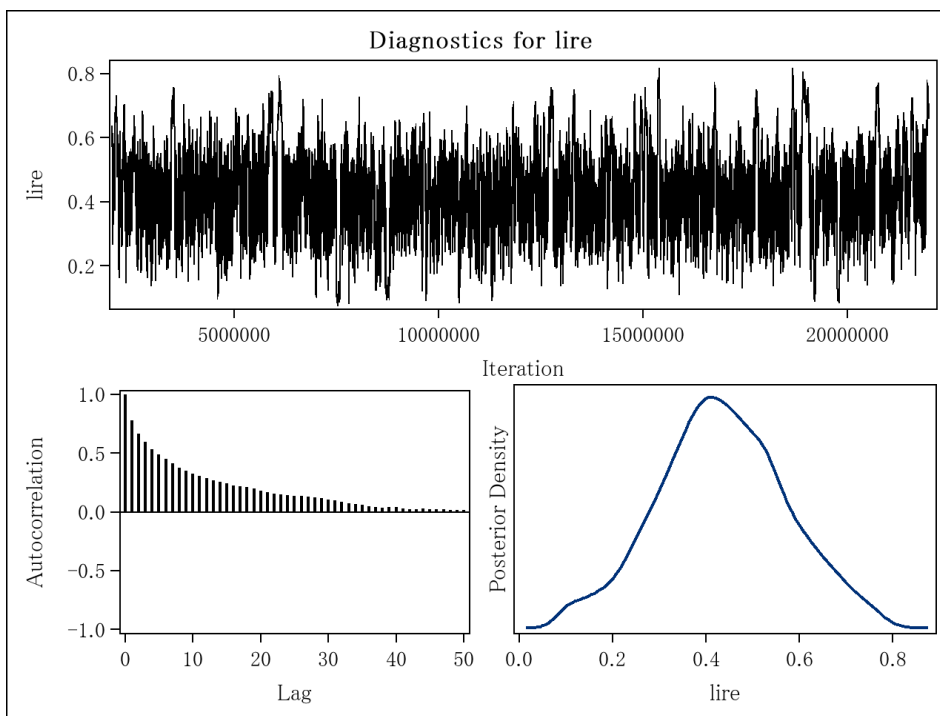 Diagnostics for lire
lire
0.8
0.6
0.4
0.2
5000000 10000000 15000000 20000000
Iteration
Autocorrelation
1.0
0.5
0.0
−0.5
−1.0
0 10 20 30 40 50
Lag
Posterior Density
0.0 0.2 0.4 0.6 0.8
lire